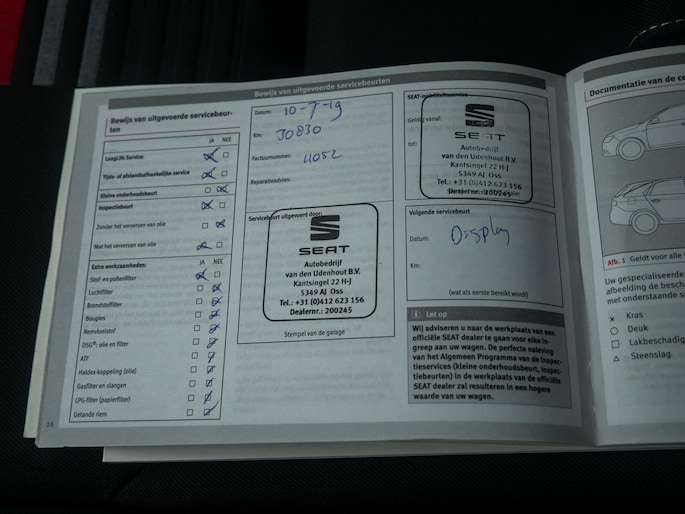 Bewijs van uitgevoerde servicebeurten
Bewijs van uitgevoerde servicebeur-
ten
JA NEE
LongLife Service:
Tijds- of afstandsafhankelijke service
Kleine onderhoudsbeurt
Inspectiebeurt
Zonder het verversen van olie
Met het verversen van olie
Extra werkzaamheden: JA NEE
Stof- en pollenfilter
Luchtfilter
Brandstoffilter
Bougies
Remvloeistof
DSG®: olie en filter
ATF
Haldex-koppeling (olie)
Gasfilter en slangen
LPG-filter (papierfilter)
Getande riem
16
Datum: 10-7-19
Km: 30830
Factuurnummer: 11052
Reparatieadvies:
Servicebeurt uitgevoerd door:
SEAT
Autobedrijf
van den Udenhout B.V.
Kantsingel 22 H-J
5349 AJ Oss
Tel.: +31 (0)412 623 156
Dealernr.: 200245
Stempel van de garage
SEAT-mobiliteitsservice
Geldig vanaf:
tot:
SEAT
Autobedrijf
van den Udenhout B.V.
Kantsingel 22 H-J
5349 AJ Oss
Tel.: +31 (0)412 623 156
Dealernr.: 200245
Volgende servicebeurt
Datum: Display
Km:
(wat als eerste bereikt wordt)
i Let op
Wij adviseren u naar de werkplaats van een
officiële SEAT dealer te gaan voor elke in-
greep aan uw wagen. De perfecte naleving
van het Algemeen Programma van de Inspec-
tieservices (kleine onderhoudsbeurt, inspec-
tiebeurten) in de werkplaats van de officiële
SEAT dealer zal resulteren in een hogere
waarde van uw wagen.
Documentatie van de co
Afb. 1 Geldt voor alle
Uw gespecialiseerde
afbeelding de besch
met onderstaande s
× Kras
Deuk
Lakbeschadig
Steenslag